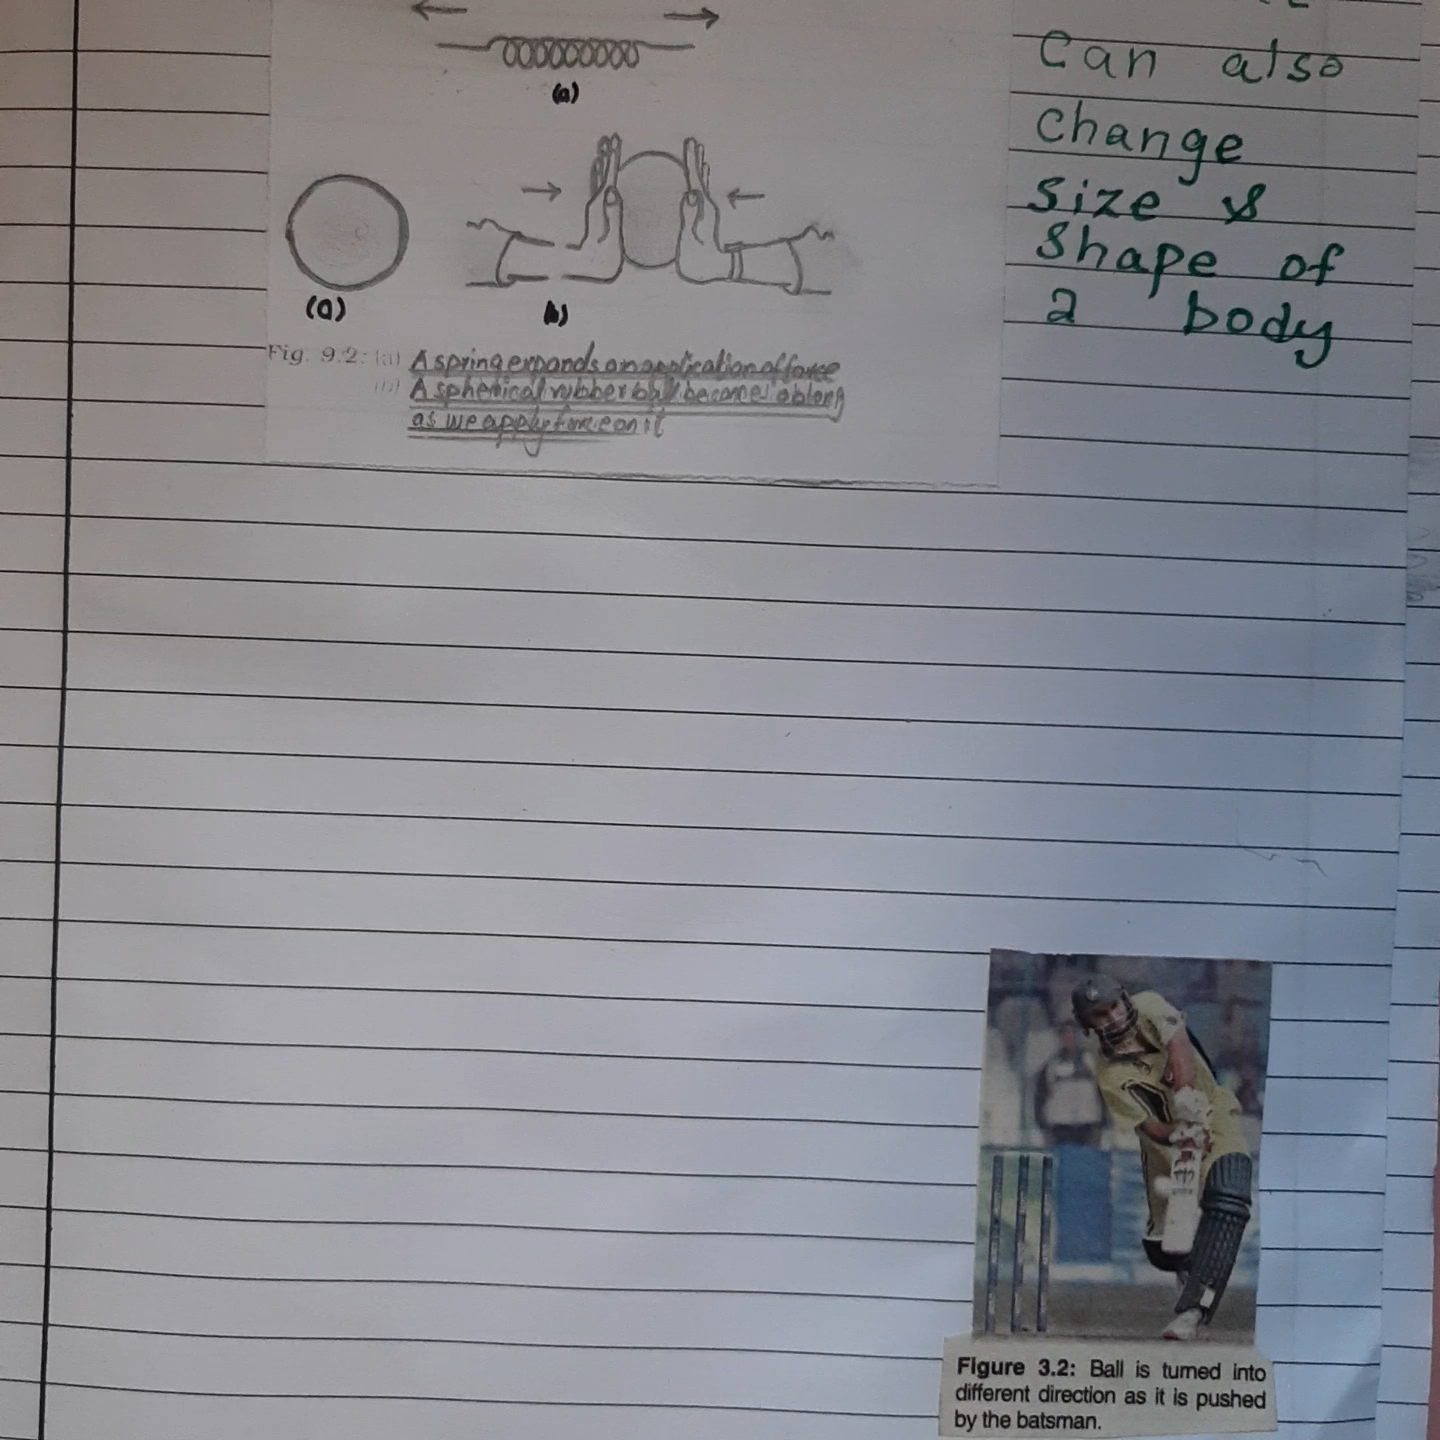 Can also
change
size &
shape of
a body
(a)
(a)
(b)
Fig. 9.2: (a) A spring expands on application of force
(b) A spherical rubber ball become oblong
as we apply force on it
Figure 3.2: Ball is turned into
different direction as it is pushed
by the batsman.